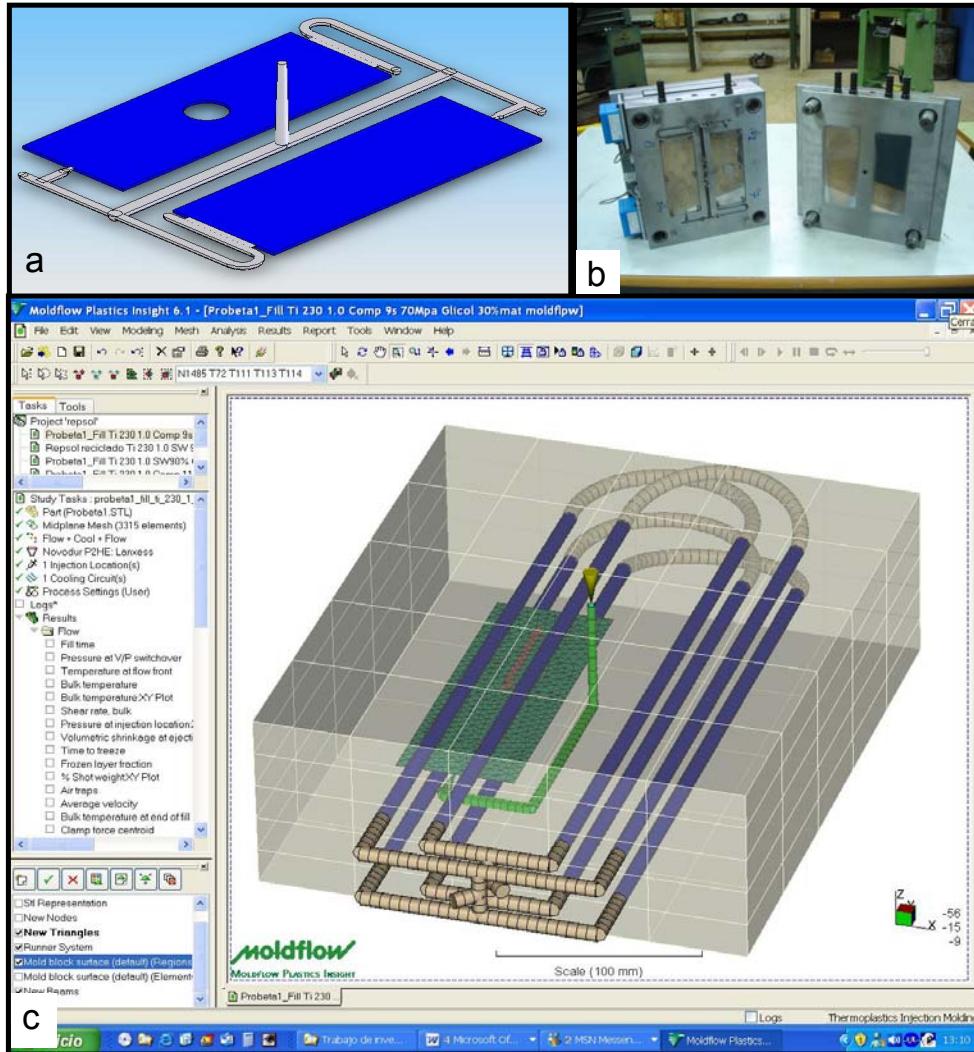 a
b
Moldflow Plastics Insight 6.1 - [Probeta1_Fill Ti 230 1.0 Comp 9s 70Mpa Glicol 30%mat moldflpw]
Cerra
File Edit View Modeling Mesh Analysis Results Report Tools Window Help
N1485 T72 T111 T113 T114
Tasks Tools
Project 'repsol'
Probeta1_Fill Ti 230 1.0 Comp 9s
Repsol reciclado Ti 230 1.0 SW 9
Probeta1_Fill Ti 230 1.0 SW90%
Study Tasks : probeta1_fill_ti_230_1_
Part (Probeta1.STL)
Midplane Mesh (3315 elements)
Flow + Cool + Flow
Novodur P2HE: Lanxess
1 Injection Location(s)
1 Cooling Circuit(s)
Process Settings (User)
Logs*
Results
Flow
Fill time
Pressure at V/P switchover
Temperature at flow front
Bulk temperature
Bulk temperature:XY Plot
Shear rate, bulk
Pressure at injection location:
Volumetric shrinkage at ejecti
Time to freeze
Frozen layer fraction
% Shot weight:XY Plot
Air traps
Average velocity
Bulk temperature at end of fill
Clamp force centroid
Stl Representation
New Nodes
New Triangles
Runner System
Mold block surface (default) (Regions
Mold block surface (default) (Element
New Beams
moldflow
MOLDFLOW PLASTICS INSIGHT
Scale (100 mm)
Z
Y
X
-56
-15
-9
Probeta1_Fill Ti 230 ...
Logs
Thermoplastics Injection Moldin
c
icio
Trabajo de inve...
4 Microsoft Of...
2 MSN Messen...
Moldflow Plastics...
13:10